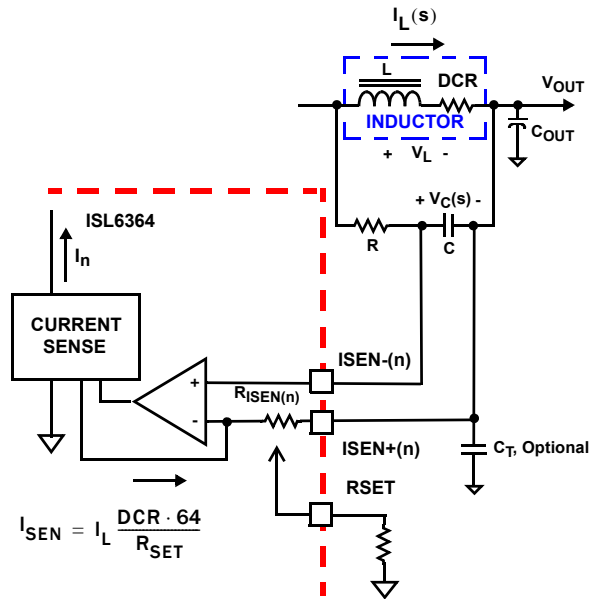 I_L(s)
L
DCR
V_OUT
INDUCTOR
C_OUT
+ V_L -
+ V_C(s) -
R
C
ISL6364
I_n
CURRENT
SENSE
ISEN-(n)
+
R_ISEN(n)
-
ISEN+(n)
C_T, Optional
RSET
I_SEN = I_L DCR · 64 / R_SET